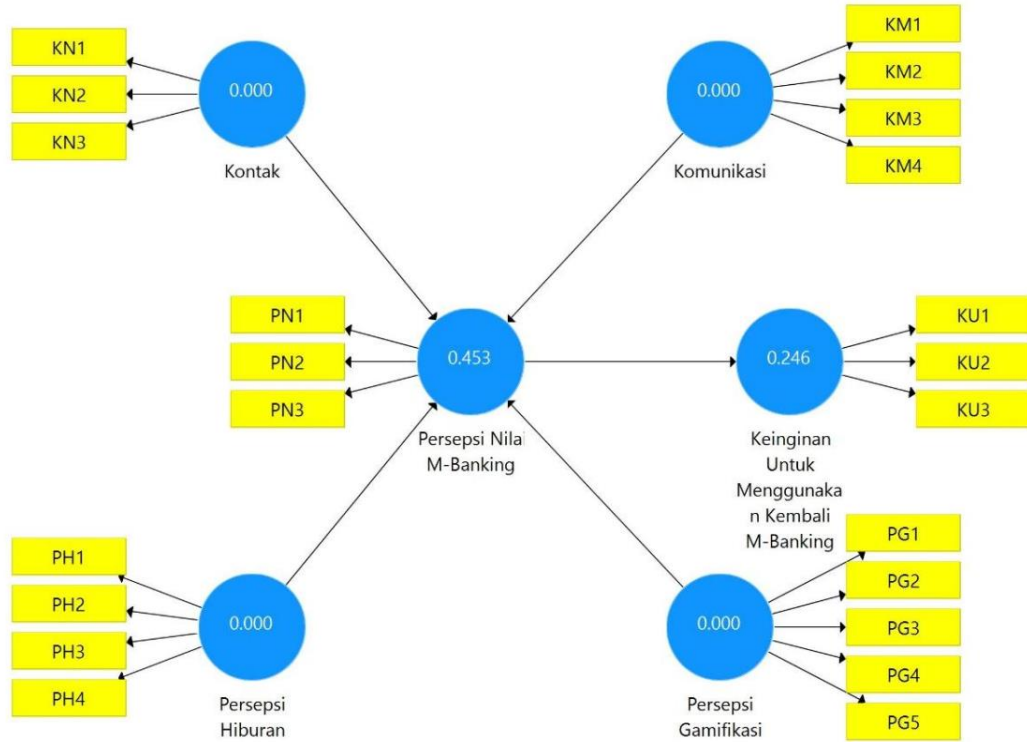 KN1
KN2
KN3
0.000
Kontak
0.000
Komunikasi
KM1
KM2
KM3
KM4
PN1
PN2
PN3
0.453
Persepsi Nilai
M-Banking
0.246
Keinginan
Untuk
Menggunaka
n Kembali
M-Banking
KU1
KU2
KU3
PH1
PH2
PH3
PH4
0.000
Persepsi
Hiburan
0.000
Persepsi
Gamifikasi
PG1
PG2
PG3
PG4
PG5